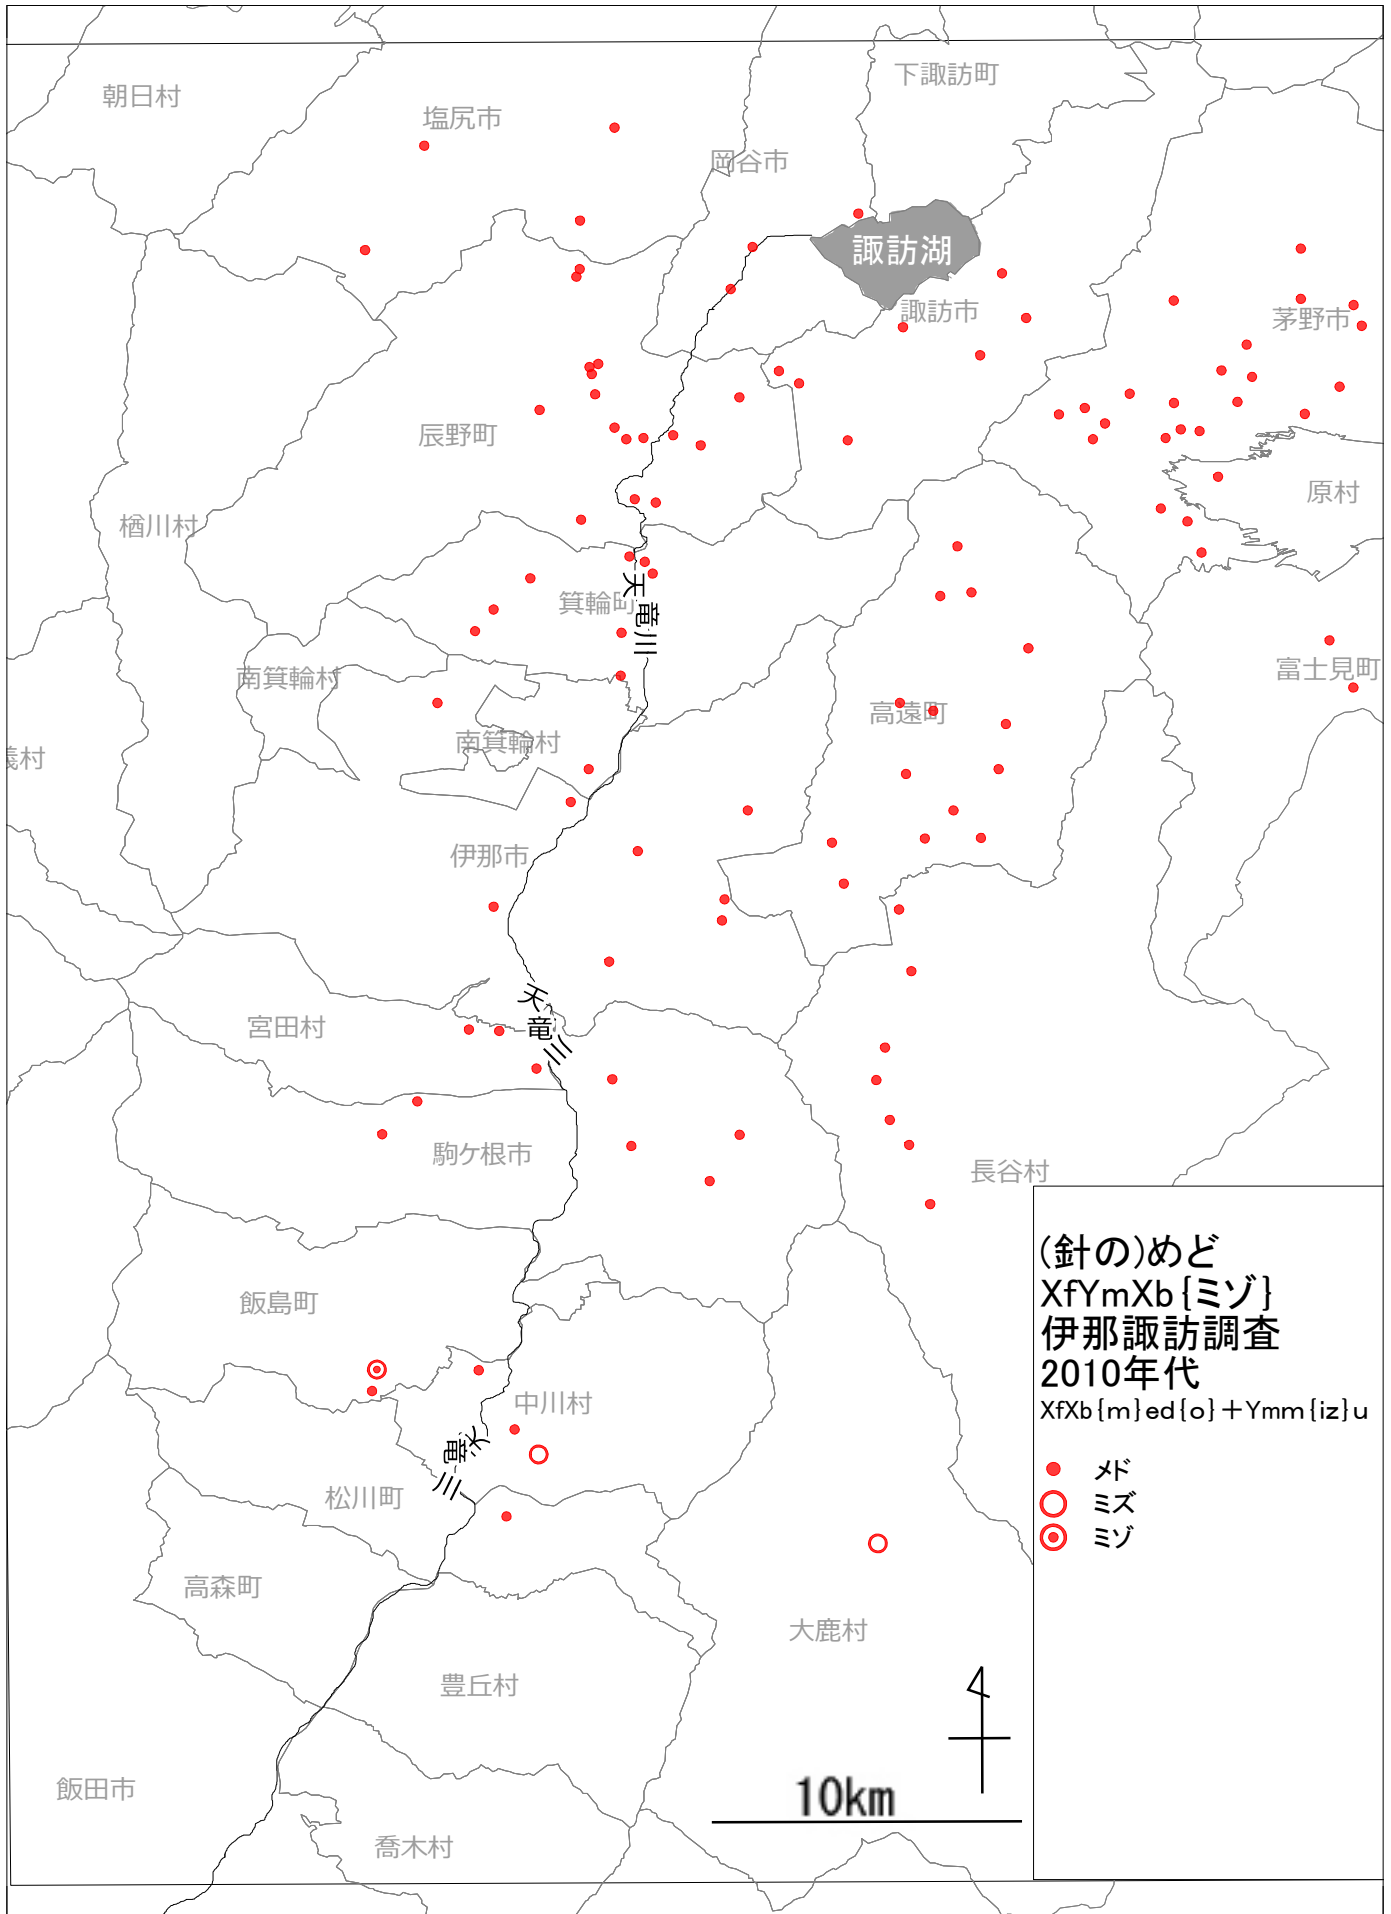 下諏訪町
朝日村
塩尻市
岡谷市
諏訪湖
諏訪市
茅野市
辰野町
原村
楢川村
天竜川
箕輪町
南箕輪村
富士見町
高遠町
南箕輪村
義村
伊那市
天竜川
宮田村
駒ケ根市
長谷村
(針の)めど
XfYmXb{ミゾ}
伊那諏訪調査
2010年代
XfXb{m}ed{o}+Ymm{iz}u
メド
ミズ
ミゾ
飯島町
中川村
天竜川
松川町
高森町
大鹿村
豊丘村
飯田市
10km
喬木村